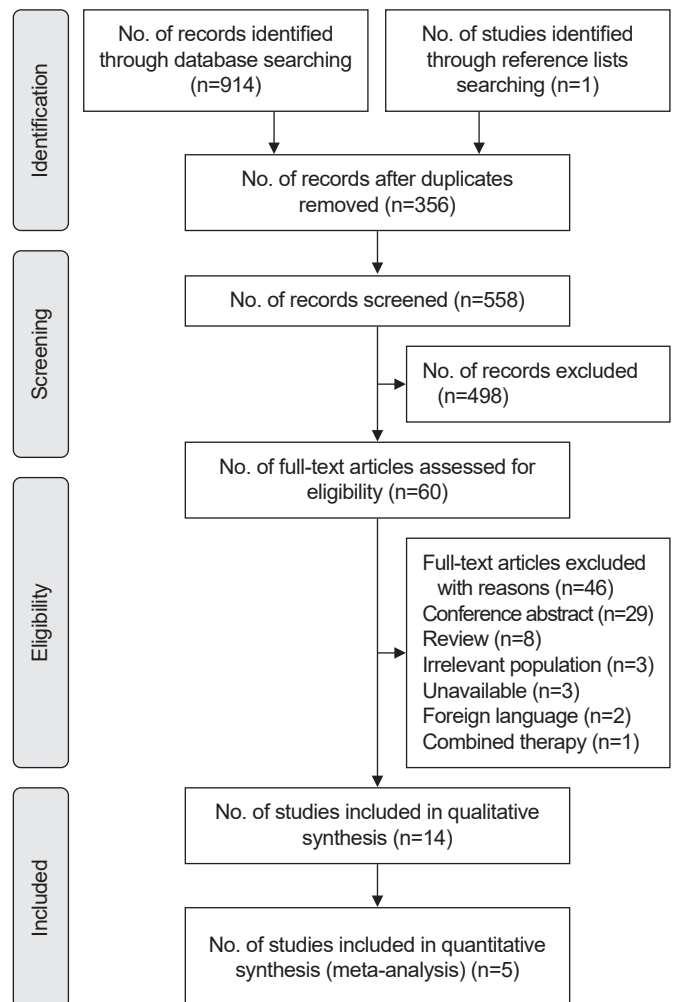 Identification
No. of records identified
through database searching
(n=914)
No. of studies identified
through reference lists
searching (n=1)
No. of records after duplicates
removed (n=356)
Screening
No. of records screened (n=558)
No. of records excluded
(n=498)
Eligibility
No. of full-text articles assessed for
eligibility (n=60)
Full-text articles excluded
with reasons (n=46)
Conference abstract (n=29)
Review (n=8)
Irrelevant population (n=3)
Unavailable (n=3)
Foreign language (n=2)
Combined therapy (n=1)
Included
No. of studies included in qualitative
synthesis (n=14)
No. of studies included in quantitative
synthesis (meta-analysis) (n=5)